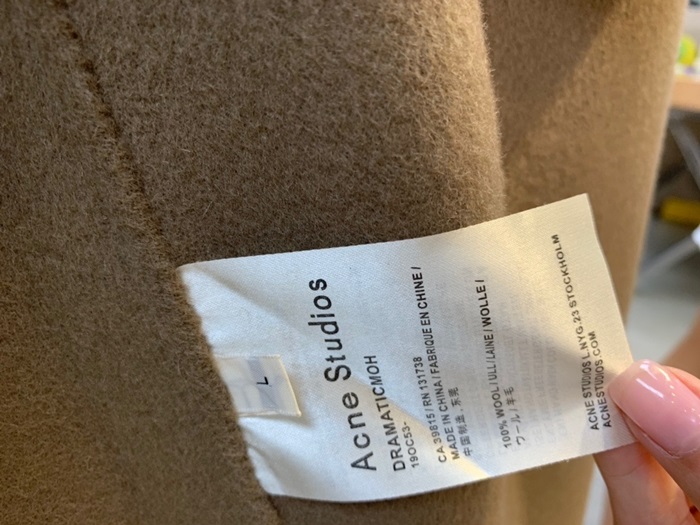 L
Acne Studios
DRAMATICMOH
19OC53-
CA 39815 / RN 131738
MADE IN CHINA / FABRIQUE EN CHINE /
中国制造 , 东莞
100% WOOL / ULL / LAINE / WOLLE /
ウール / 羊毛
ACNE STUDIOS L.NYG.23 STOCKHOLM
ACNESTUDIOS.COM